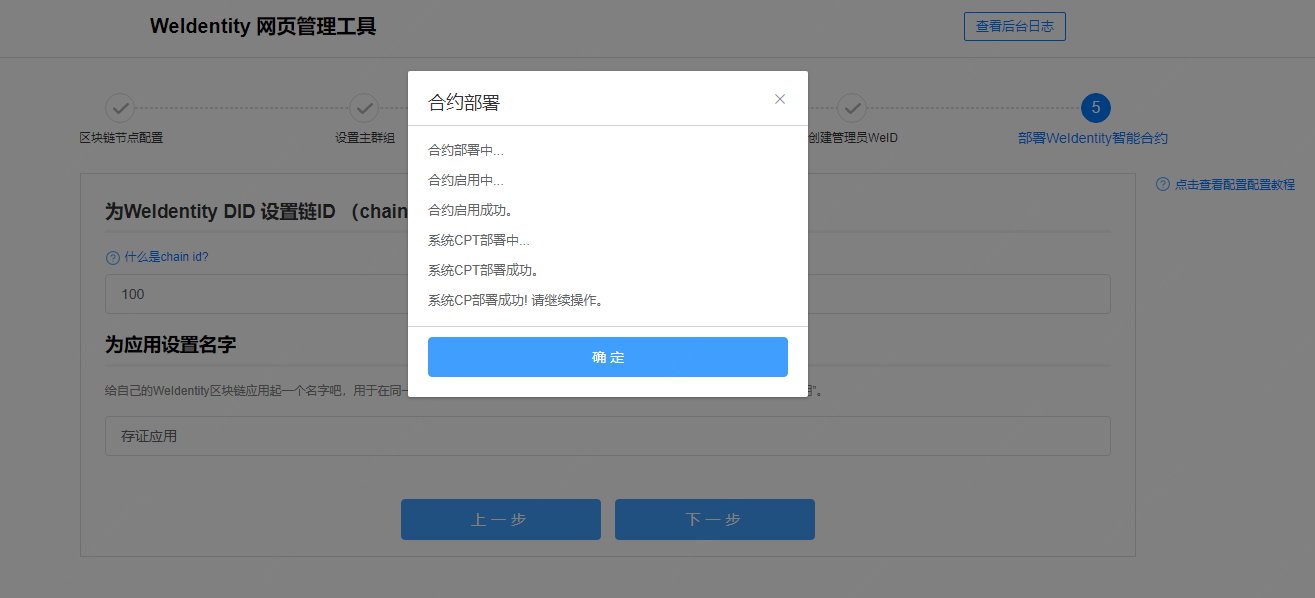 WeIdentity 网页管理工具
查看后台日志
5
区块链节点配置
设置主群组
创建管理员WeID
部署WeIdentity智能合约
点击查看配置配置教程
为WeIdentity DID 设置链ID （chain
什么是chain id?
100
为应用设置名字
给自己的WeIdentity区块链应用起一个名字吧，用于在同一
”。
存证应用
上一步
下一步
合约部署
合约部署中...
合约启用中...
合约启用成功。
系统CPT部署中...
系统CPT部署成功。
系统CP部署成功! 请继续操作。
确 定